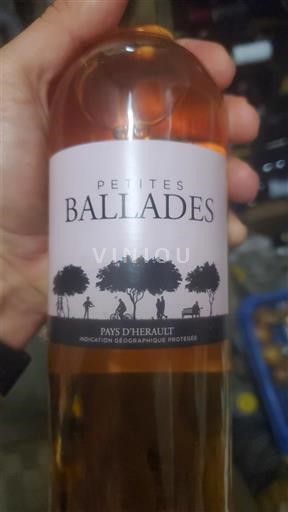 PETITES
BALLADES
VINIOU
PAYS D'HERAULT
INDICATION GÉOGRAPHIQUE PROTÉGÉE